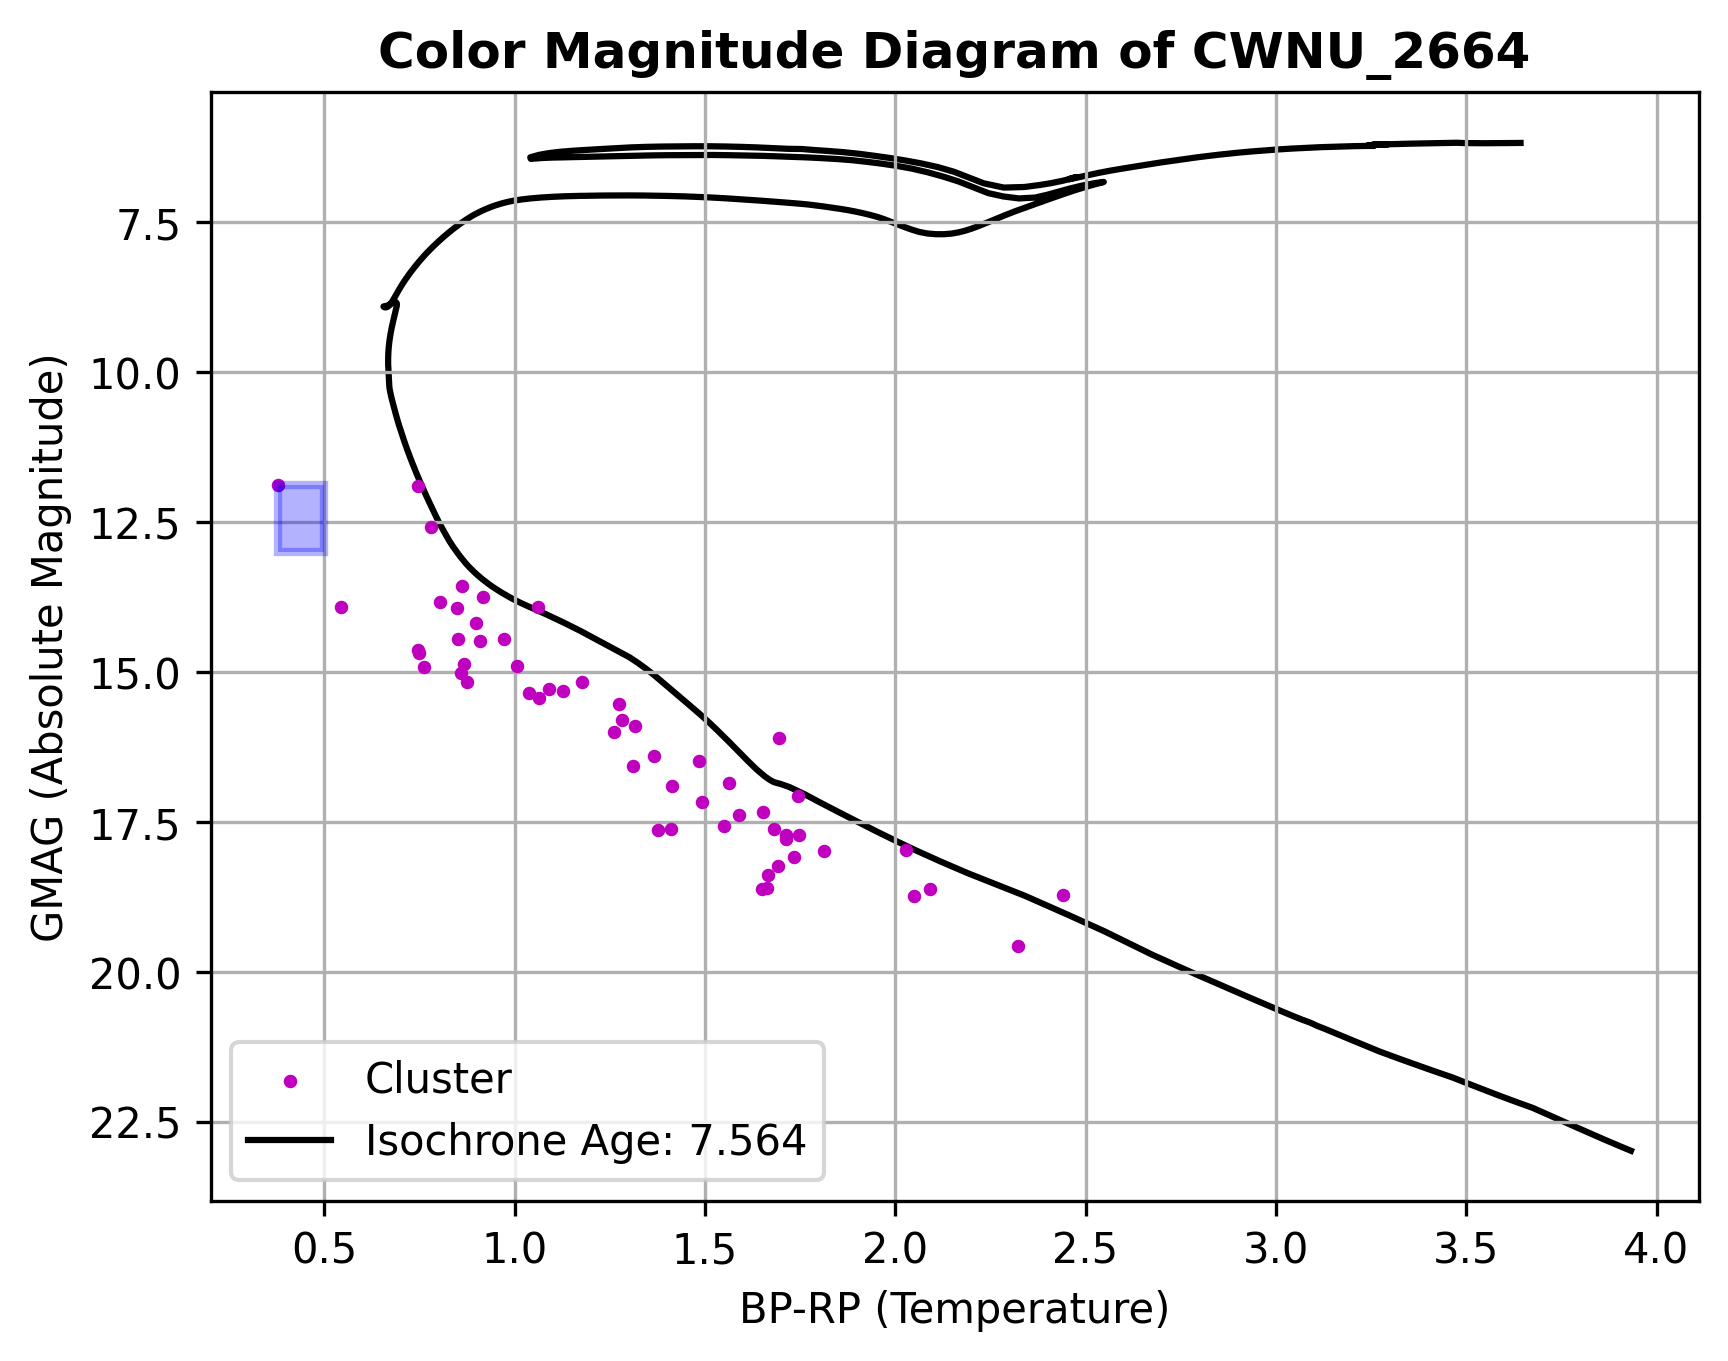 Color Magnitude Diagram of CWNU_2664
GMAG (Absolute Magnitude)
7.5
10.0
12.5
15.0
17.5
20.0
22.5
Cluster
Isochrone Age: 7.564
0.5 1.0 1.5 2.0 2.5 3.0 3.5 4.0
BP-RP (Temperature)